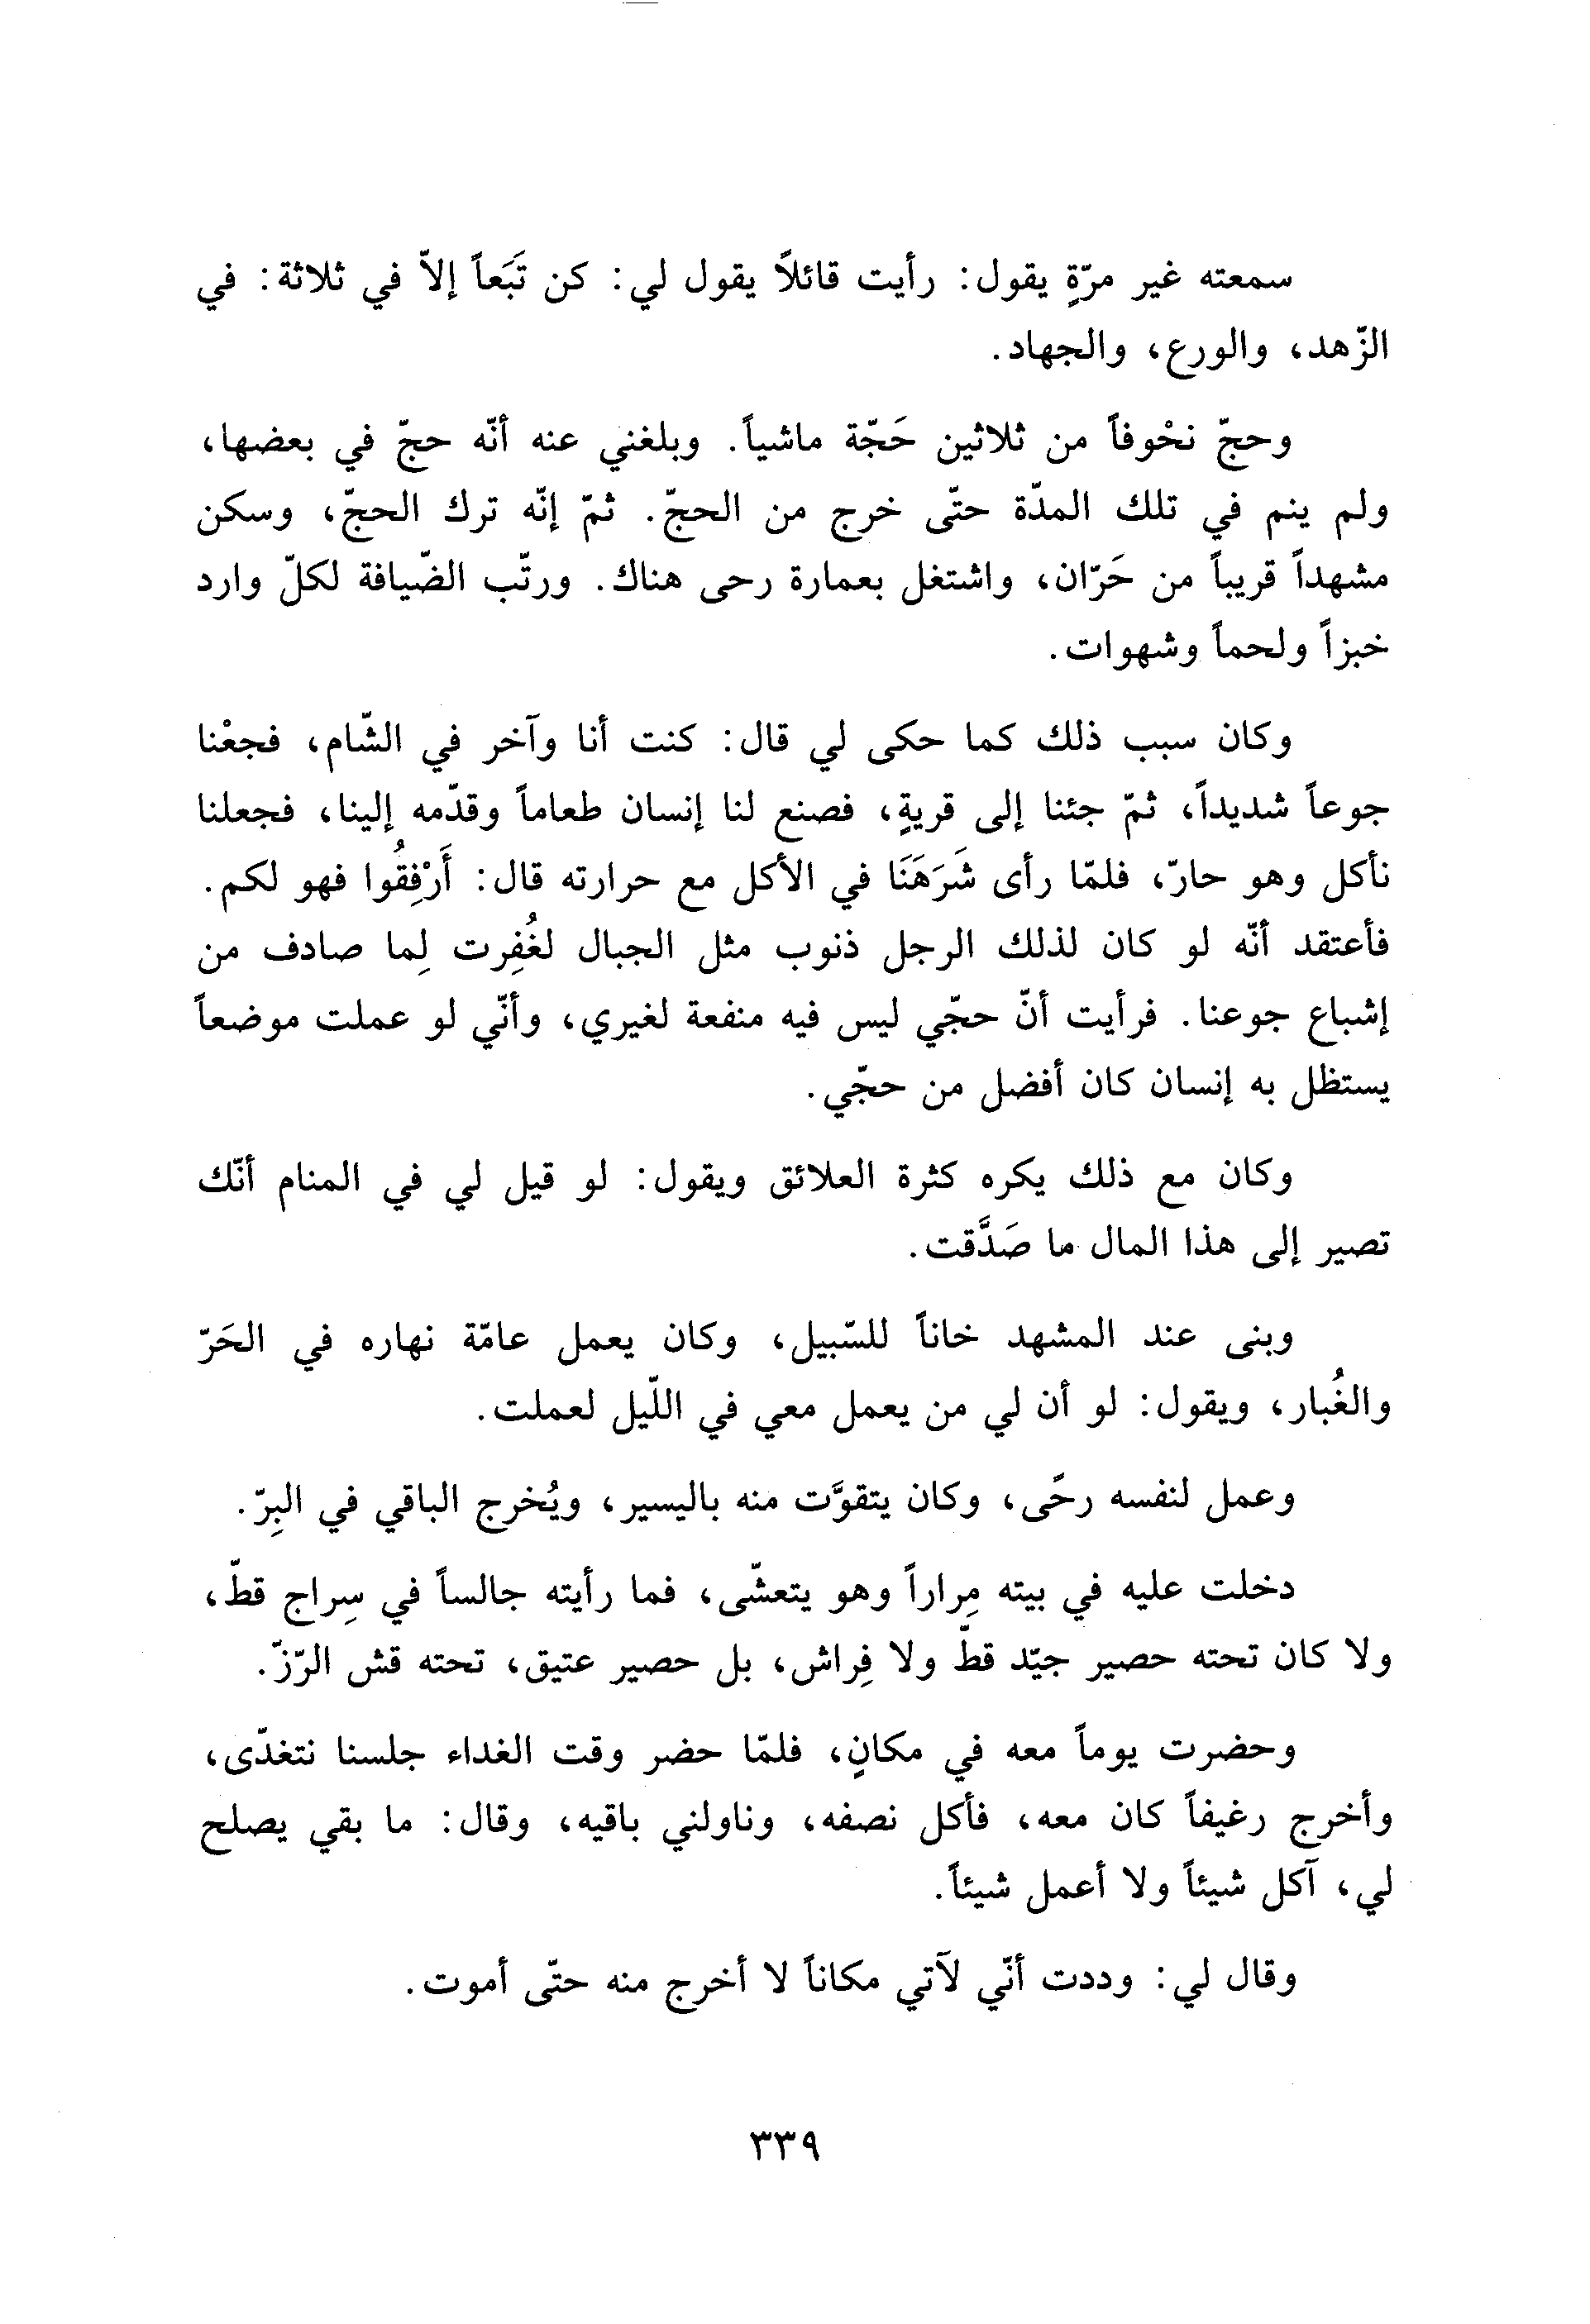 سمعته غير مرّةٍ يقول: رأيت قائلاً يقول لي: كن تَبَعاً إلاّ في ثلاثة: في
الزّهد، والورع، والجهاد.
وحجّ نحْوفاً من ثلاثين حَجّة ماشياً. وبلغني عنه أنّه حجّ في بعضها،
ولم ينم في تلك المدّة حتّى خرج من الحجّ. ثمّ إنّه ترك الحجّ، وسكن
مشهداً قريباً من حَرّان، واشتغل بعمارة رحى هناك. ورتّب الضّيافة لكلّ وارد
خبزاً ولحماً وشهوات.
وكان سبب ذلك كما حكى لي قال: كنت أنا وآخر في الشّام، فجعْنا
جوعاً شديداً، ثمّ جئنا إلى قريةٍ، فصنع لنا إنسان طعاماً وقدّمه إلينا، فجعلنا
نأكل وهو حارّ، فلمّا رأى شَرَهَنَا في الأكل مع حرارته قال: أَرْفِقُوا فهو لكم.
فأعتقد أنّه لو كان لذلك الرجل ذنوب مثل الجبال لغُفِرت لِما صادف من
إشباع جوعنا. فرأيت أنّ حجّي ليس فيه منفعة لغيري، وأنّي لو عملت موضعاً
يستظل به إنسان كان أفضل من حجّي.
وكان مع ذلك يكره كثرة العلائق ويقول: لو قيل لي في المنام أنّك
تصير إلى هذا المال ما صَدَّقت.
وبنى عند المشهد خاناً للسّبيل، وكان يعمل عامّة نهاره في الحَرّ
والغُبار، ويقول: لو أن لي من يعمل معي في اللّيل لعملت.
وعمل لنفسه رحًى، وكان يتقوَّت منه باليسير، ويُخرج الباقي في البِرّ.
دخلت عليه في بيته مِراراً وهو يتعشّى، فما رأيته جالساً في سِراج قطّ،
ولا كان تحته حصير جيّد قطّ ولا فِراش، بل حصير عتيق، تحته قش الرّزّ.
وحضرت يوماً معه في مكانٍ، فلمّا حضر وقت الغداء جلسنا نتغدّى،
وأخرج رغيفاً كان معه، فأكل نصفه، وناولني باقيه، وقال: ما بقي يصلح
لي، آكل شيئاً ولا أعمل شيئاً.
وقال لي: وددت أنّي لآتي مكاناً لا أخرج منه حتّى أموت.
٣٣٩